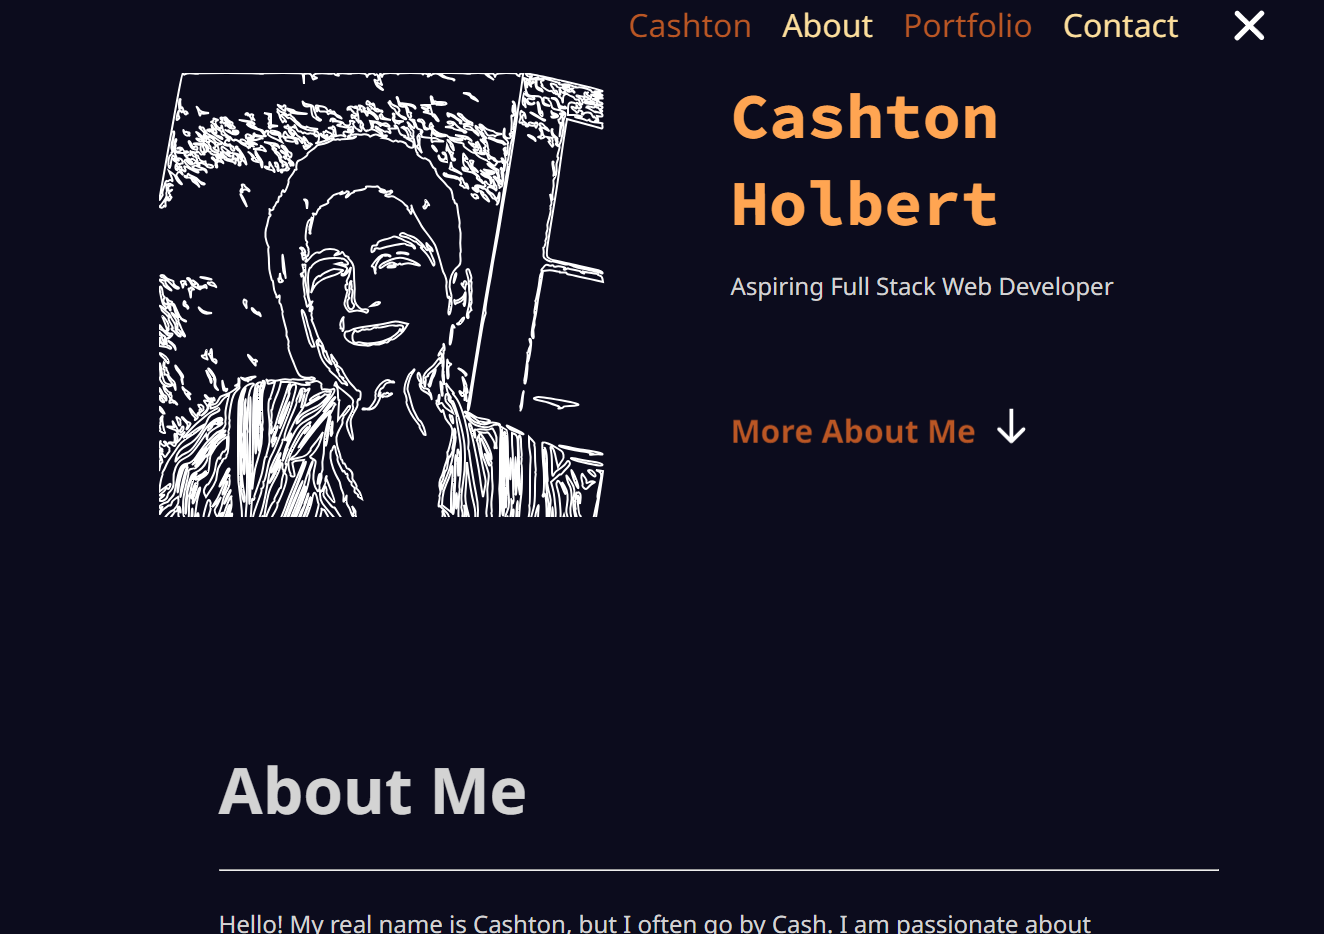 Cashton About Portfolio Contact
Cashton
Holbert
Aspiring Full Stack Web Developer
More About Me
About Me
Hello! My real name is Cashton, but I often go by Cash. I am passionate about